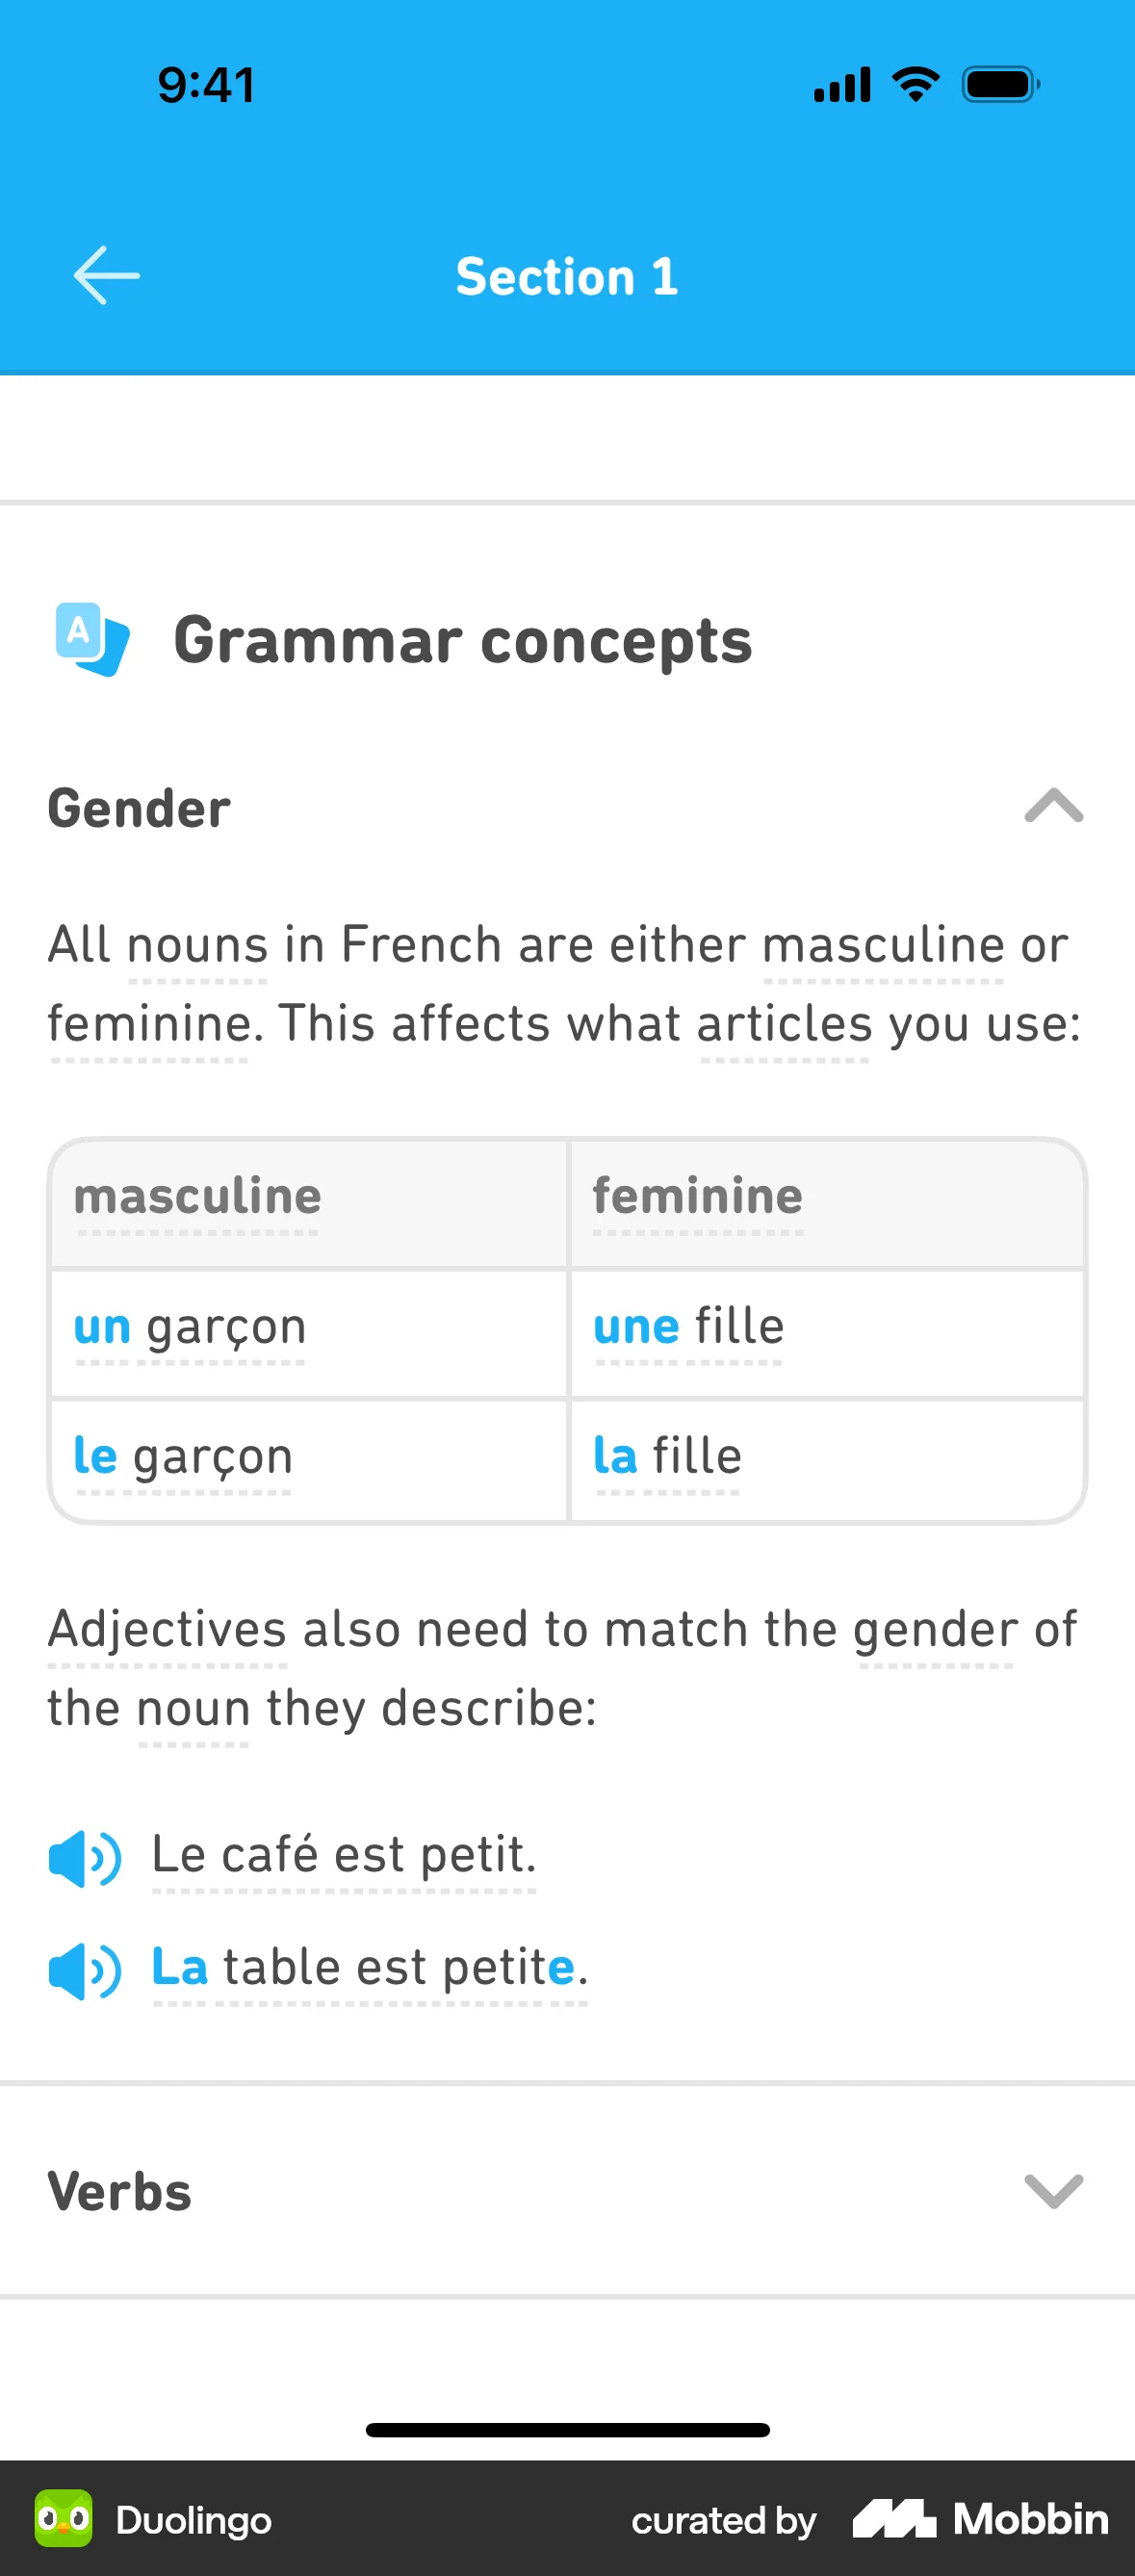 9:41
Section 1
A
Grammar concepts
Gender
All nouns in French are either masculine or
feminine. This affects what articles you use:
masculine feminine
un garçon une fille
le garçon la fille
Adjectives also need to match the gender of
the noun they describe:
Le café est petit.
La table est petite.
Verbs
Duolingo curated by Mobbin